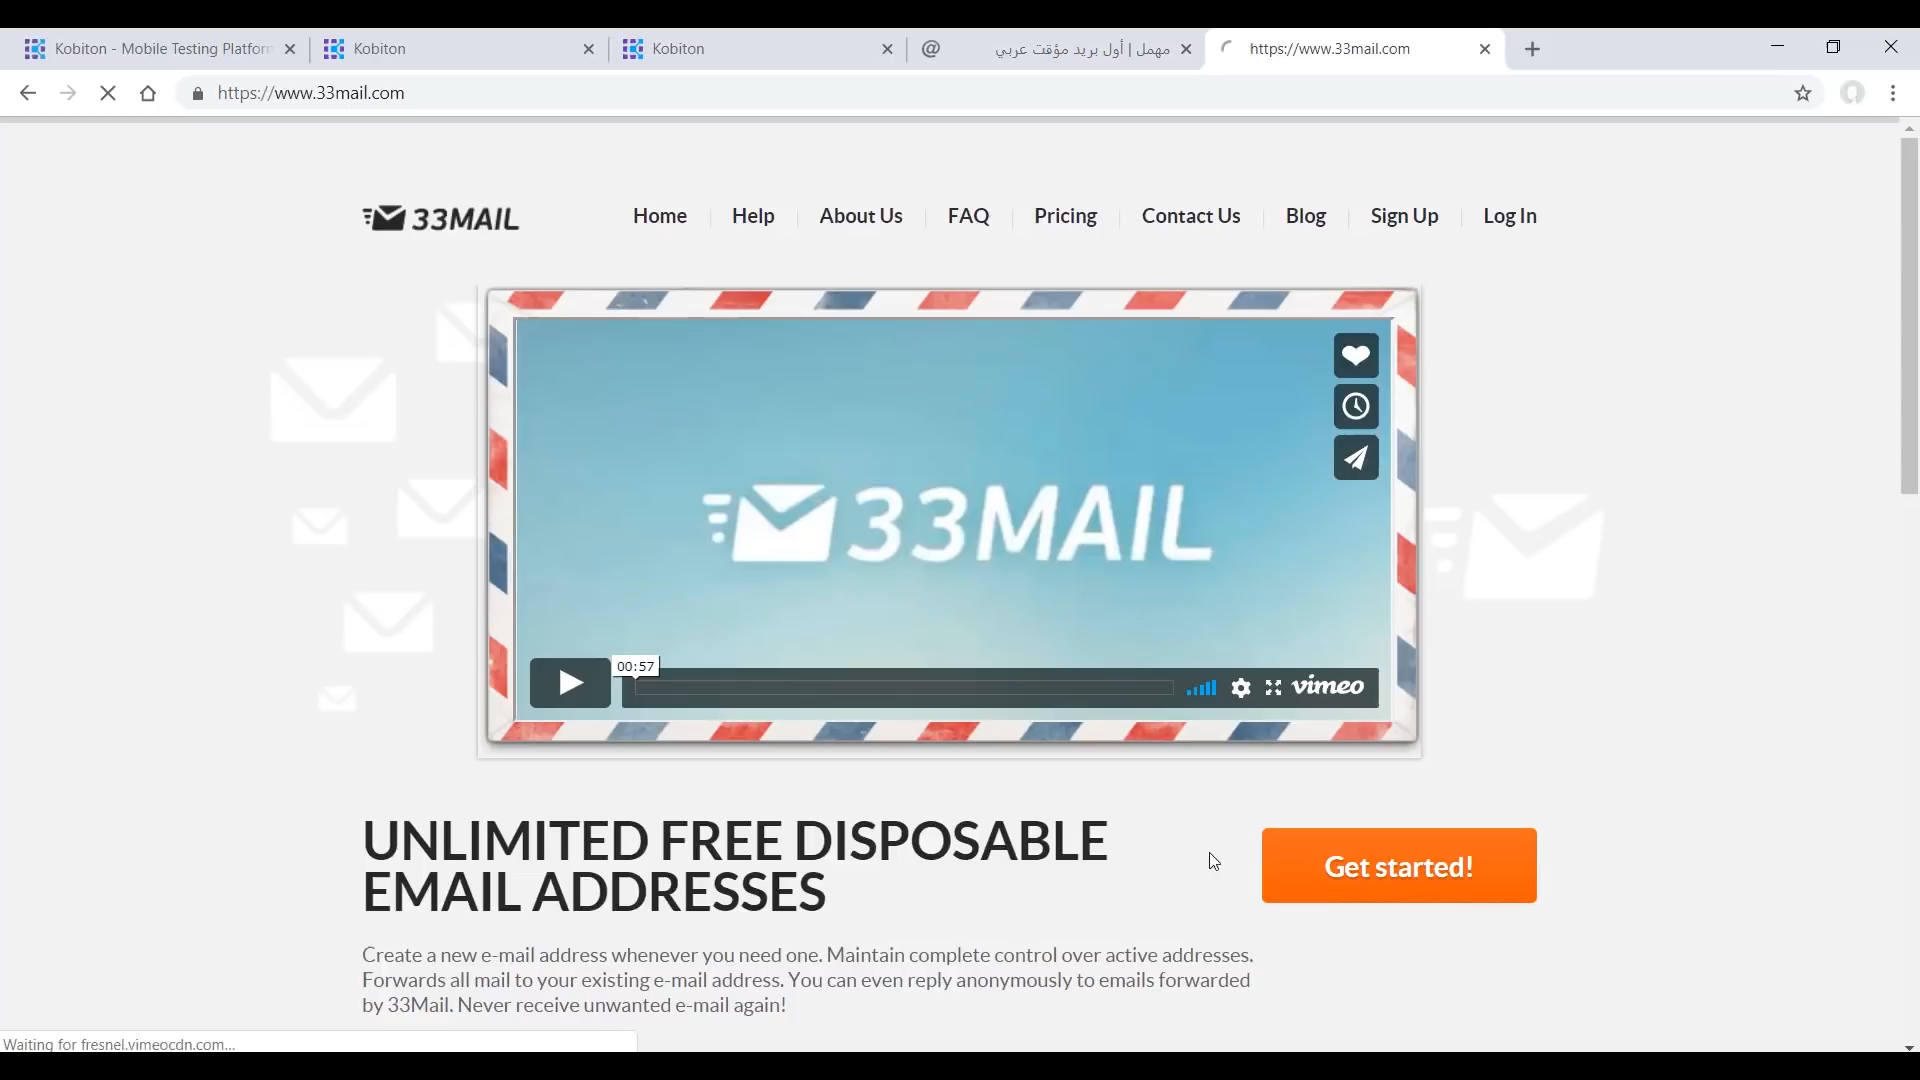 Kobiton - Mobile Testing Platform
Kobiton
Kobiton
@
مهمل | أول بريد مؤقت عربي
https://www.33mail.com
https://www.33mail.com
33MAIL
Home
Help
About Us
FAQ
Pricing
Contact Us
Blog
Sign Up
Log In
33MAIL
00:57
vimeo
UNLIMITED FREE DISPOSABLE
EMAIL ADDRESSES
Get started!
Create a new e-mail address whenever you need one. Maintain complete control over active addresses.
Forwards all mail to your existing e-mail address. You can even reply anonymously to emails forwarded
by 33Mail. Never receive unwanted e-mail again!
Waiting for fresnel.vimeocdn.com...